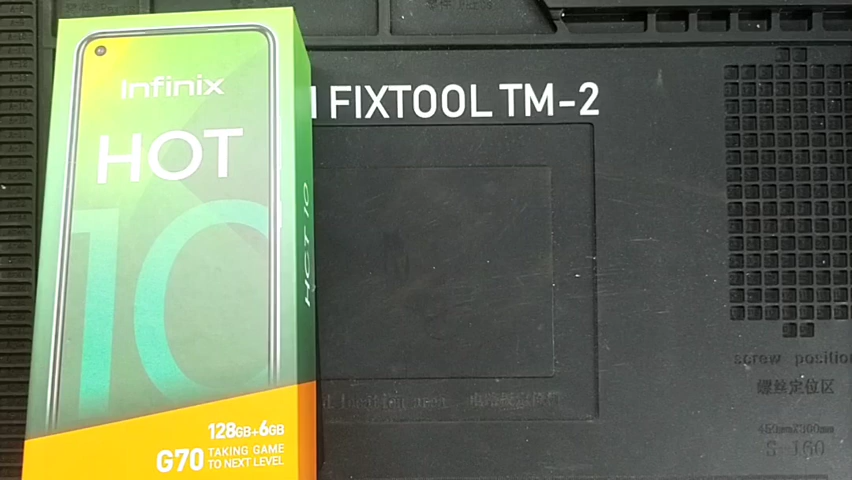 Infinix
HOT
10
HOT 10
128GB+6GB
G70 TAKING GAME
TO NEXT LEVEL
FIXTOOL TM-2
screw position
螺丝定位区
450mmX300mm
S-160